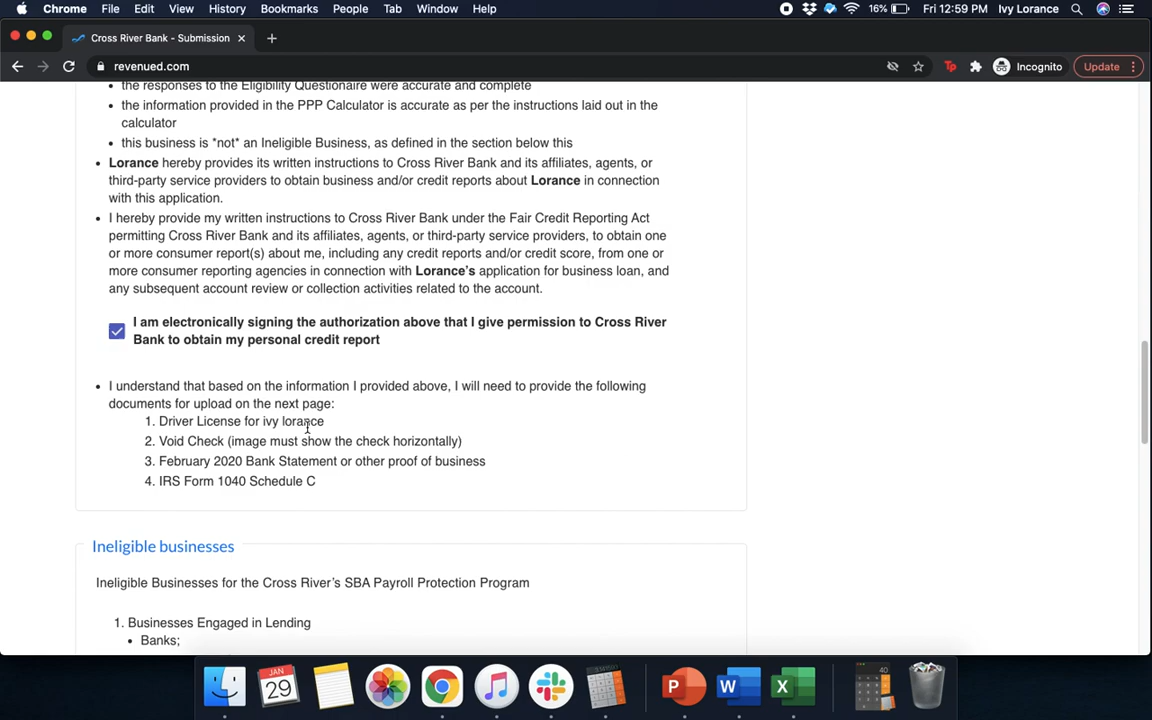 Chrome File Edit View History Bookmarks People Tab Window Help 16% Fri 12:59 PM Ivy Lorance
Cross River Bank - Submission
revenued.com Incognito Update
• the responses to the Eligibility Questionaire were accurate and complete
• the information provided in the PPP Calculator is accurate as per the instructions laid out in the
calculator
• this business is *not* an Ineligible Business, as defined in the section below this
• Lorance hereby provides its written instructions to Cross River Bank and its affiliates, agents, or
third-party service providers to obtain business and/or credit reports about Lorance in connection
with this application.
• I hereby provide my written instructions to Cross River Bank under the Fair Credit Reporting Act
permitting Cross River Bank and its affiliates, agents, or third-party service providers, to obtain one
or more consumer report(s) about me, including any credit reports and/or credit score, from one or
more consumer reporting agencies in connection with Lorance's application for business loan, and
any subsequent account review or collection activities related to the account.
I am electronically signing the authorization above that I give permission to Cross River
Bank to obtain my personal credit report
• I understand that based on the information I provided above, I will need to provide the following
documents for upload on the next page:
1. Driver License for ivy lorance
2. Void Check (image must show the check horizontally)
3. February 2020 Bank Statement or other proof of business
4. IRS Form 1040 Schedule C
Ineligible businesses
Ineligible Businesses for the Cross River's SBA Payroll Protection Program
1. Businesses Engaged in Lending
• Banks;
JAN
29
P W X
40